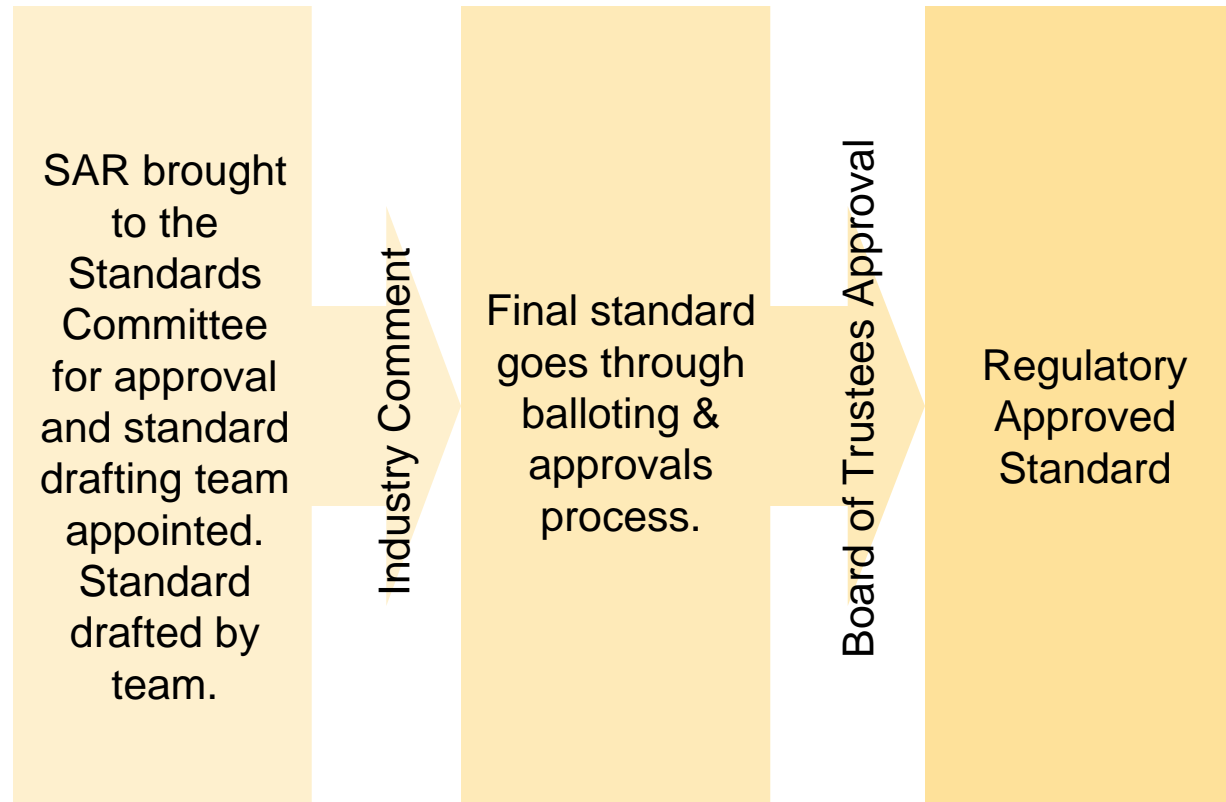 SAR brought
to the
Standards
Committee
for approval
and standard
drafting team
appointed.
Standard
drafted by
team.
Industry Comment
Final standard
goes through
balloting &
approvals
process.
Board of Trustees Approval
Regulatory
Approved
Standard